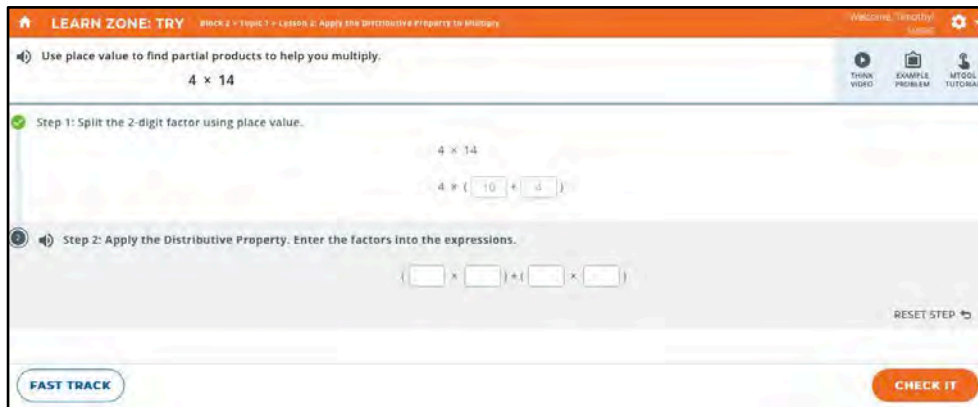 LEARN ZONE: TRY Block 2 > Topic 1 > Lesson 2: Apply the Distributive Property to Multiply
Welcome, Timothy!
Use place value to find partial products to help you multiply.
4 × 14
THINK VIDEO
EXAMPLE PROBLEM
MTOOL TUTORIAL
Step 1: Split the 2-digit factor using place value.
4 × 14
4 × ( 10 + 4 )
2 Step 2: Apply the Distributive Property. Enter the factors into the expressions.
( × ) + ( × )
RESET STEP
FAST TRACK
CHECK IT